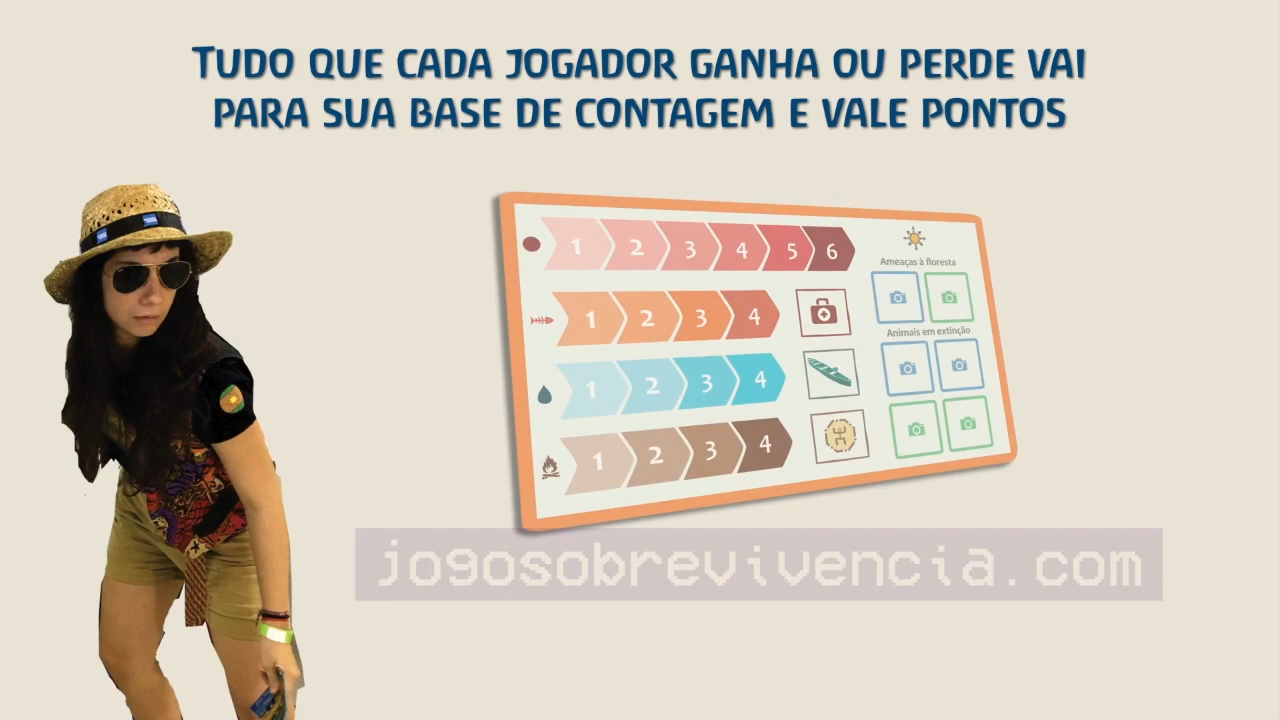 TUDO QUE CADA JOGADOR GANHA OU PERDE VAI
PARA SUA BASE DE CONTAGEM E VALE PONTOS
1 2 3 4 5 6
Ameaças à floresta
1 2 3 4
Animais em extinção
1 2 3 4
1 2 3 4
jogosobrevivencia.com